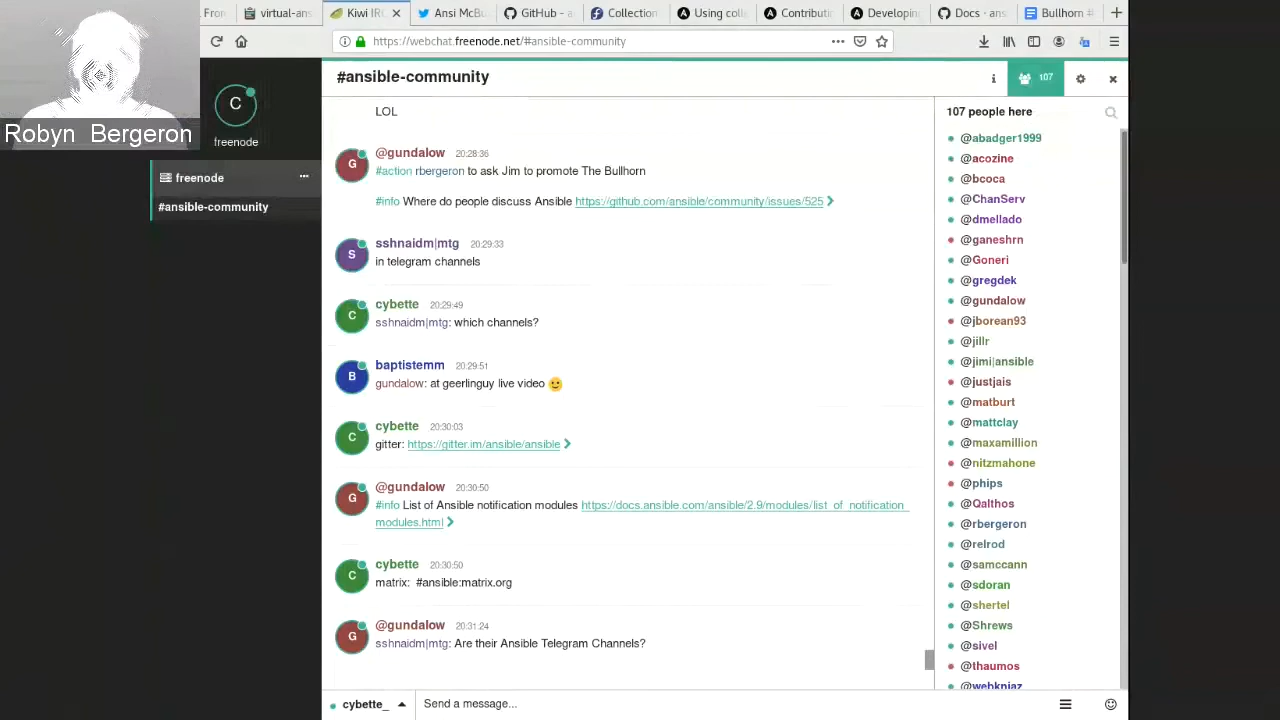 Fron
virtual-ans
Kiwi IRC
Ansi McBu
GitHub - a
Collection
Using colle
Contributin
Developin
Docs · ans
Bullhorn #
https://webchat.freenode.net/#ansible-community
Robyn Bergeron
C
freenode
freenode
#ansible-community
#ansible-community
107
LOL
G
@gundalow 20:28:36
#action rbergeron to ask Jim to promote The Bullhorn
#info Where do people discuss Ansible https://github.com/ansible/community/issues/525
S
sshnaidm|mtg 20:29:33
in telegram channels
C
cybette 20:29:49
sshnaidm|mtg: which channels?
B
baptistemm 20:29:51
gundalow: at geerlinguy live video 🙂
C
cybette 20:30:03
gitter: https://gitter.im/ansible/ansible
G
@gundalow 20:30:50
#info List of Ansible notification modules https://docs.ansible.com/ansible/2.9/modules/list_of_notification_
modules.html
C
cybette 20:30:50
matrix: #ansible:matrix.org
G
@gundalow 20:31:24
sshnaidm|mtg: Are their Ansible Telegram Channels?
cybette_
Send a message...
107 people here
@abadger1999
@acozine
@bcoca
@ChanServ
@dmellado
@ganeshrn
@Goneri
@gregdek
@gundalow
@jborean93
@jillr
@jimi|ansible
@justjais
@matburt
@mattclay
@maxamillion
@nitzmahone
@phips
@Qalthos
@rbergeron
@relrod
@samccann
@sdoran
@shertel
@Shrews
@sivel
@thaumos
@webknjaz